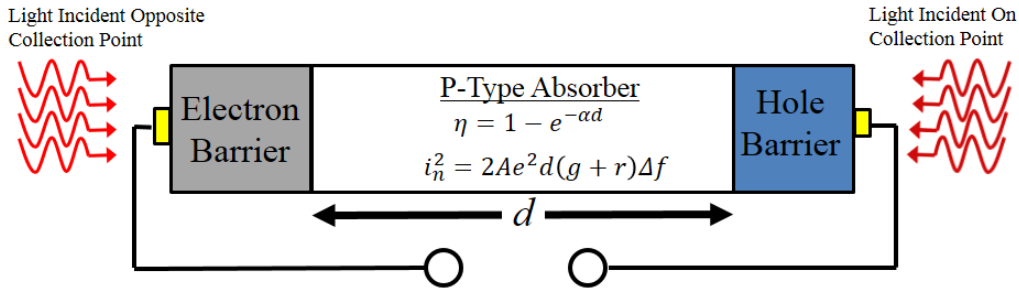 Light Incident Opposite
Collection Point
Light Incident On
Collection Point
Electron
Barrier
P-Type Absorber
η = 1 − e^{−αd}
i_n^2 = 2Ae^2d(g + r)Δf
Hole
Barrier
d